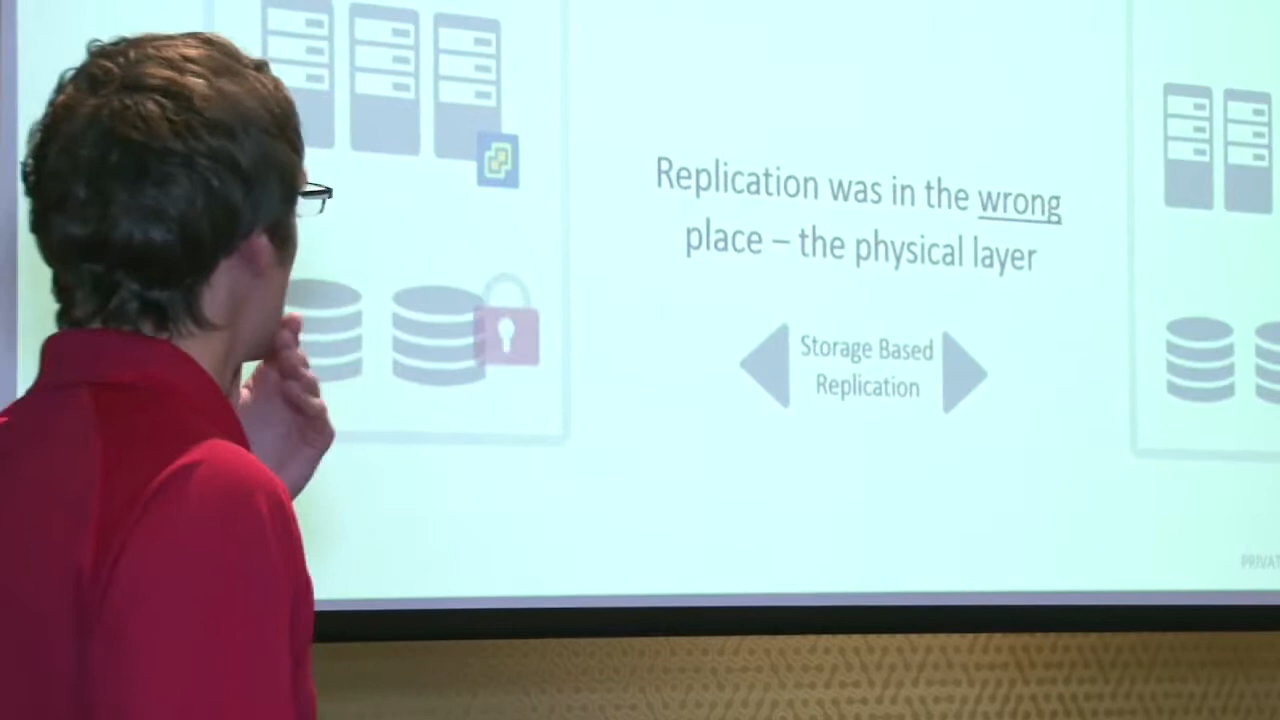 Replication was in the wrong
place – the physical layer
Storage Based
Replication